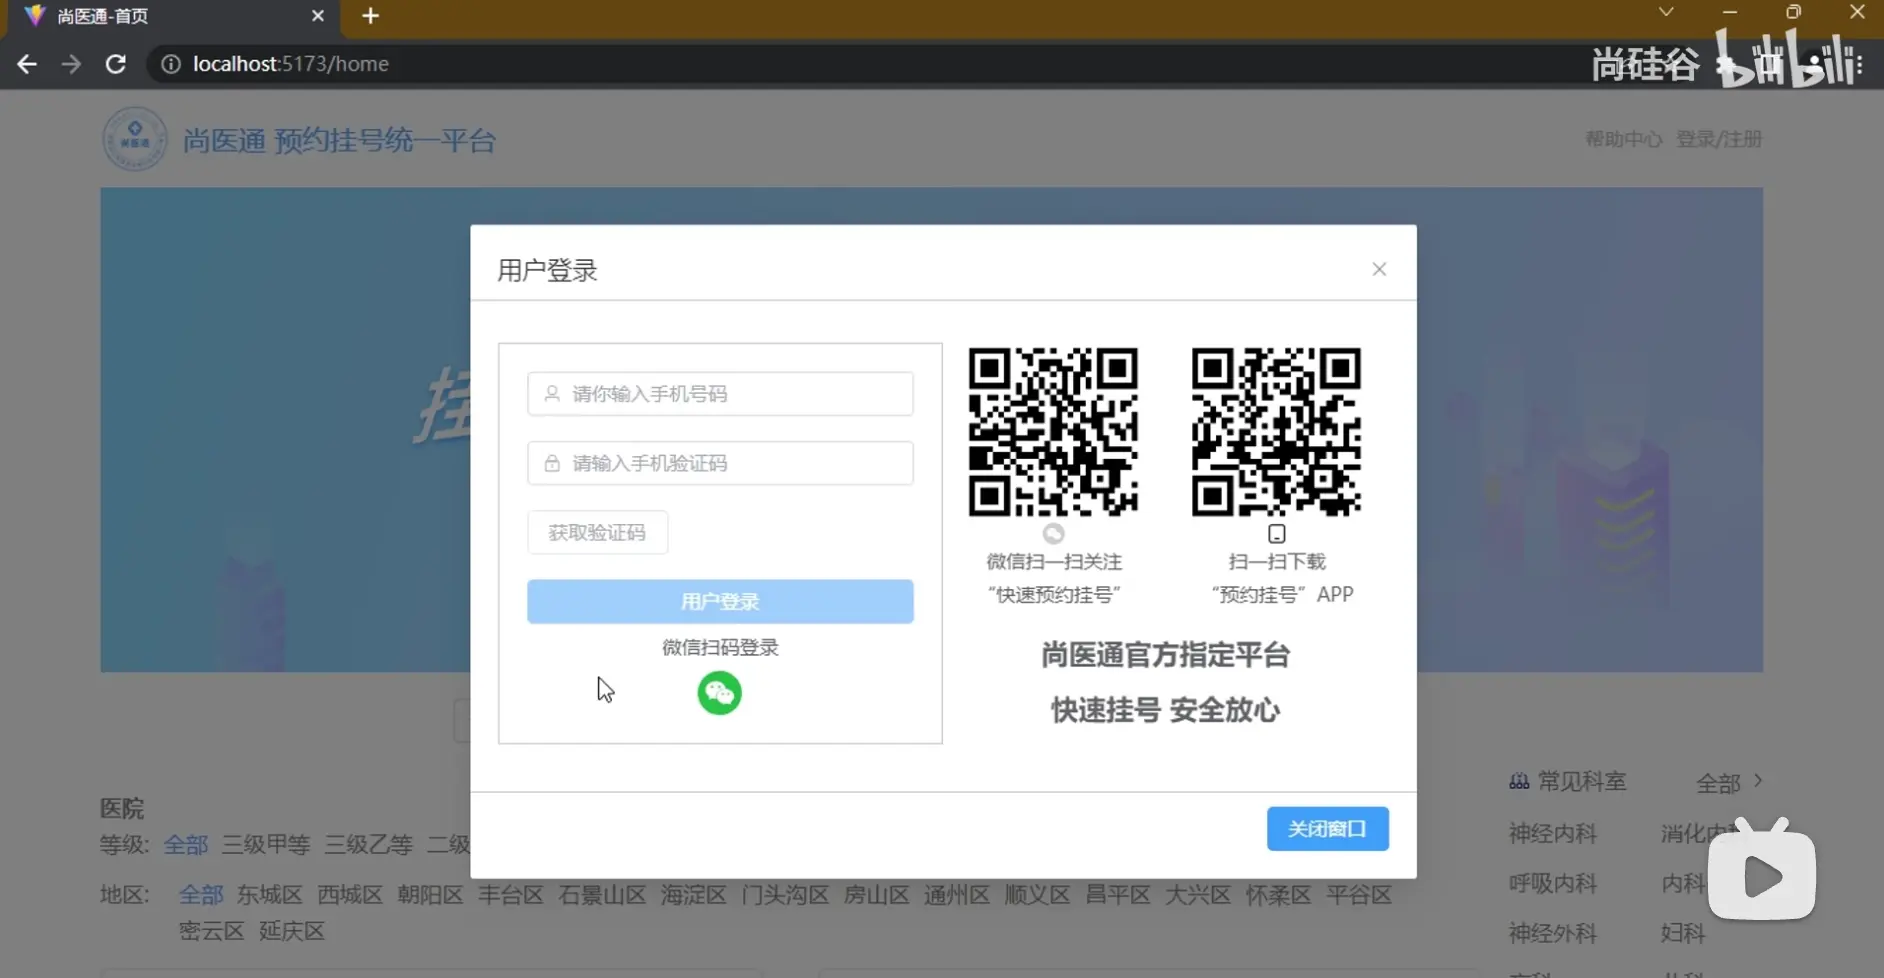 尚医通-首页
localhost:5173/home
尚硅谷 bilibili
尚医通 预约挂号统一平台
帮助中心 登录/注册
挂
用户登录
请你输入手机号码
请输入手机验证码
获取验证码
用户登录
微信扫码登录
微信扫一扫关注
“快速预约挂号”
扫一扫下载
“预约挂号” APP
尚医通官方指定平台
快速挂号 安全放心
关闭窗口
医院
等级: 全部 三级甲等 三级乙等 二级
地区: 全部 东城区 西城区 朝阳区 丰台区 石景山区 海淀区 门头沟区 房山区 通州区 顺义区 昌平区 大兴区 怀柔区 平谷区
密云区 延庆区
常见科室 全部
神经内科 消化内科
呼吸内科 内科
神经外科 妇科